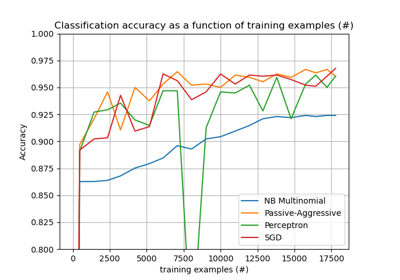 Classification accuracy as a function of training examples (#)
1.000
0.975
0.950
0.925
0.900
0.875
0.850
0.825
0.800
Accuracy
0
2500
5000
7500
10000
12500
15000
17500
training examples (#)
NB Multinomial
Passive-Aggressive
Perceptron
SGD